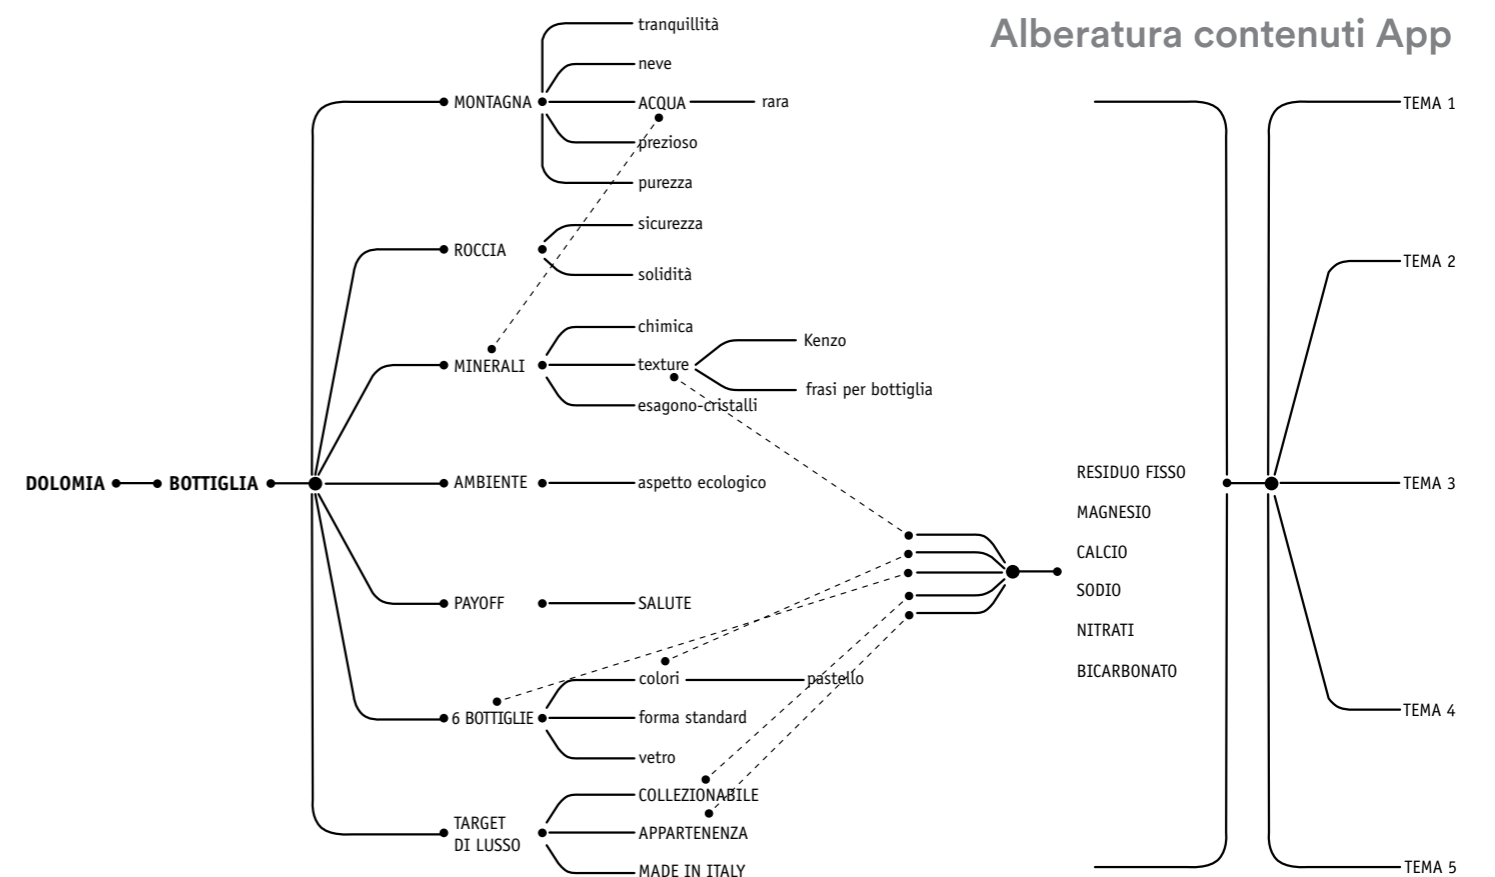 Alberatura contenuti App
DOLOMIA
BOTTIGLIA
MONTAGNA
tranquillità
neve
ACQUA
rara
prezioso
purezza
ROCCIA
sicurezza
solidità
MINERALI
chimica
texture
Kenzo
frasi per bottiglia
esagono-cristalli
AMBIENTE
aspetto ecologico
PAYOFF
SALUTE
6 BOTTIGLIE
colori
pastello
forma standard
vetro
TARGET
DI LUSSO
COLLEZIONABILE
APPARTENENZA
MADE IN ITALY
RESIDUO FISSO
MAGNESIO
CALCIO
SODIO
NITRATI
BICARBONATO
TEMA 1
TEMA 2
TEMA 3
TEMA 4
TEMA 5